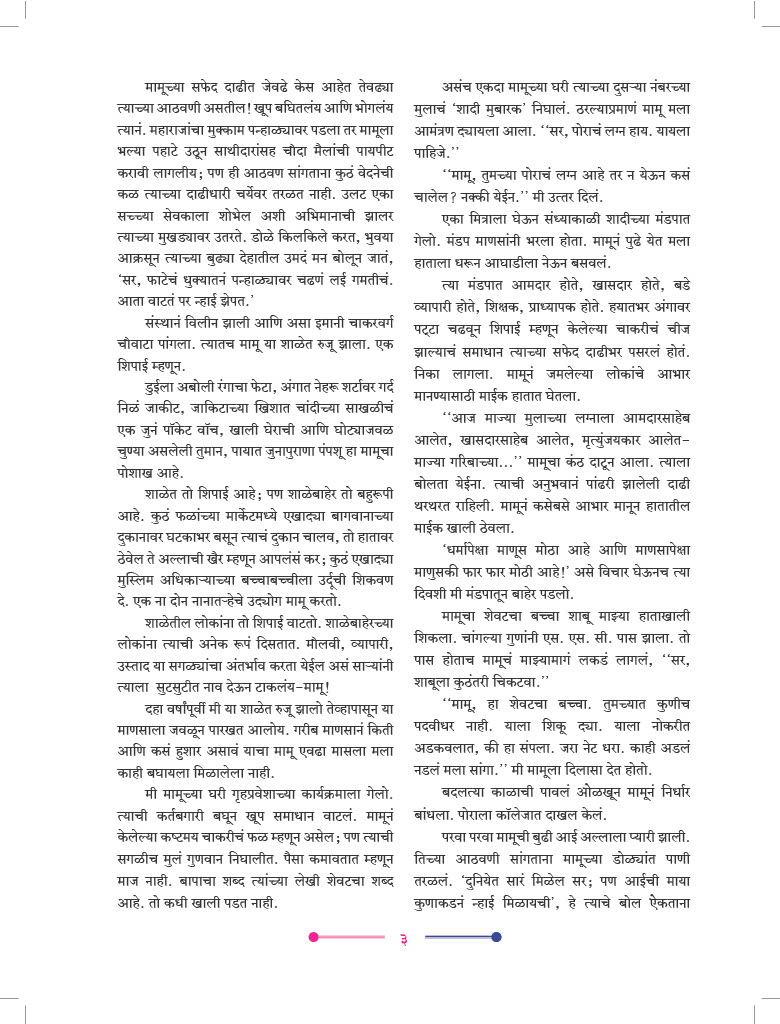 मामूच्या सफेद दाढीत जेवढे केस आहेत तेवढ्या
त्याच्या आठवणी असतील! खूप बघितलंय आणि भोगलंय
त्यानं. महाराजांचा मुक्काम पन्हाळ्यावर पडला तर मामूला
भल्या पहाटे उठून साथीदारांसह चौदा मैलांची पायपीट
करावी लागलीय; पण ही आठवण सांगताना कुठं वेदनेची
कळ त्याच्या दाढीधारी चर्येवर तरळत नाही. उलट एका
सच्च्या सेवकाला शोभेल अशी अभिमानाची झालर
त्याच्या मुखड्यावर उतरते. डोळे किलकिले करत, भुवया
आक्रसून त्याच्या बुढ्या देहातील उमदं मन बोलून जातं,
‘सर, फाटेचं धुक्यातनं पन्हाळ्यावर चढणं लई गमतीचं.
आता वाटतं पर न्हाई झेपत.’
संस्थानं विलीन झाली आणि असा इमानी चाकरवर्ग
चौवाटा पांगला. त्यातच मामू या शाळेत रुजू झाला. एक
शिपाई म्हणून.
डुईला अबोली रंगाचा फेटा, अंगात नेहरू शर्टावर गर्द
निळं जाकीट, जाकिटाच्या खिशात चांदीच्या साखळीचं
एक जुनं पॉकेट वॉच, खाली घेराची आणि घोट्याजवळ
चुण्या असलेली तुमान, पायात जुनापुराणा पंपशू हा मामूचा
पोशाख आहे.
शाळेत तो शिपाई आहे; पण शाळेबाहेर तो बहुरूपी
आहे. कुठं फळांच्या मार्केटमध्ये एखाद्या बागवानाच्या
दुकानावर घटकाभर बसून त्याचं दुकान चालव, तो हातावर
ठेवेल ते अल्लाची खैर म्हणून आपलंसं कर; कुठं एखाद्या
मुस्लिम अधिकाऱ्याच्या बच्चाबच्चीला उर्दूची शिकवण
दे. एक ना दोन नानातऱ्हेचे उद्योग मामू करतो.
शाळेतील लोकांना तो शिपाई वाटतो. शाळेबाहेरच्या
लोकांना त्याची अनेक रूपं दिसतात. मौलवी, व्यापारी,
उस्ताद या सगळ्यांचा अंतर्भाव करता येईल असं साऱ्यांनी
त्याला सुटसुटीत नाव देऊन टाकलंय-मामू!
दहा वर्षांपूर्वी मी या शाळेत रुजू झालो तेव्हापासून या
माणसाला जवळून पारखत आलोय. गरीब माणसानं किती
आणि कसं हुशार असावं याचा मामू एवढा मासला मला
काही बघायला मिळालेला नाही.
मी मामूच्या घरी गृहप्रवेशाच्या कार्यक्रमाला गेलो.
त्याची कर्तबगारी बघून खूप समाधान वाटलं. मामूनं
केलेल्या कष्टमय चाकरीचं फळ म्हणून असेल; पण त्याची
सगळीच मुलं गुणवान निघालीत. पैसा कमावतात म्हणून
माज नाही. बापाचा शब्द त्यांच्या लेखी शेवटचा शब्द
आहे. तो कधी खाली पडत नाही.
असंच एकदा मामूच्या घरी त्याच्या दुसऱ्या नंबरच्या
मुलाचं ‘शादी मुबारक’ निघालं. ठरल्याप्रमाणं मामू मला
आमंत्रण द्यायला आला. ‘‘सर, पोराचं लग्न हाय. यायला
पाहिजे.’’
‘‘मामू, तुमच्या पोराचं लग्न आहे तर न येऊन कसं
चालेल? नक्की येईन.’’ मी उत्तर दिलं.
एका मित्राला घेऊन संध्याकाळी शादीच्या मंडपात
गेलो. मंडप माणसांनी भरला होता. मामूनं पुढे येत मला
हाताला धरून आघाडीला नेऊन बसवलं.
त्या मंडपात आमदार होते, खासदार होते, बडे
व्यापारी होते, शिक्षक, प्राध्यापक होते. हयातभर अंगावर
पट्टा चढवून शिपाई म्हणून केलेल्या चाकरीचं चीज
झाल्याचं समाधान त्याच्या सफेद दाढीभर पसरलं होतं.
निका लागला. मामूनं जमलेल्या लोकांचे आभार
मानण्यासाठी माईक हातात घेतला.
‘‘आज माज्या मुलाच्या लग्नाला आमदारसाहेब
आलेत, खासदारसाहेब आलेत, मृत्युंजयकार आलेत-
माज्या गरिबाच्या...’’ मामूचा कंठ दाटून आला. त्याला
बोलता येईना. त्याची अनुभवानं पांढरी झालेली दाढी
थरथरत राहिली. मामूनं कसेबसे आभार मानून हातातील
माईक खाली ठेवला.
‘धर्मापेक्षा माणूस मोठा आहे आणि माणसापेक्षा
माणुसकी फार फार मोठी आहे!’ असे विचार घेऊनच त्या
दिवशी मी मंडपातून बाहेर पडलो.
मामूचा शेवटचा बच्चा शाबू माझ्या हाताखाली
शिकला. चांगल्या गुणांनी एस. एस. सी. पास झाला. तो
पास होताच मामूचं माझ्यामागं लकडं लागलं, ‘‘सर,
शाबूला कुठंतरी चिकटवा.’’
‘‘मामू, हा शेवटचा बच्चा. तुमच्यात कुणीच
पदवीधर नाही. याला शिकू द्या. याला नोकरीत
अडकवलात, की हा संपला. जरा नेट धरा. काही अडलं
नडलं मला सांगा.’’ मी मामूला दिलासा देत होतो.
बदलत्या काळाची पावलं ओळखून मामूनं निर्धार
बांधला. पोराला कॉलेजात दाखल केलं.
परवा परवा मामूची बुढी आई अल्लाला प्यारी झाली.
तिच्या आठवणी सांगताना मामूच्या डोळ्यांत पाणी
तरळलं. ‘दुनियेत सारं मिळेल सर; पण आईची माया
कुणाकडनं न्हाई मिळायची’, हे त्याचे बोल ऐकताना
३